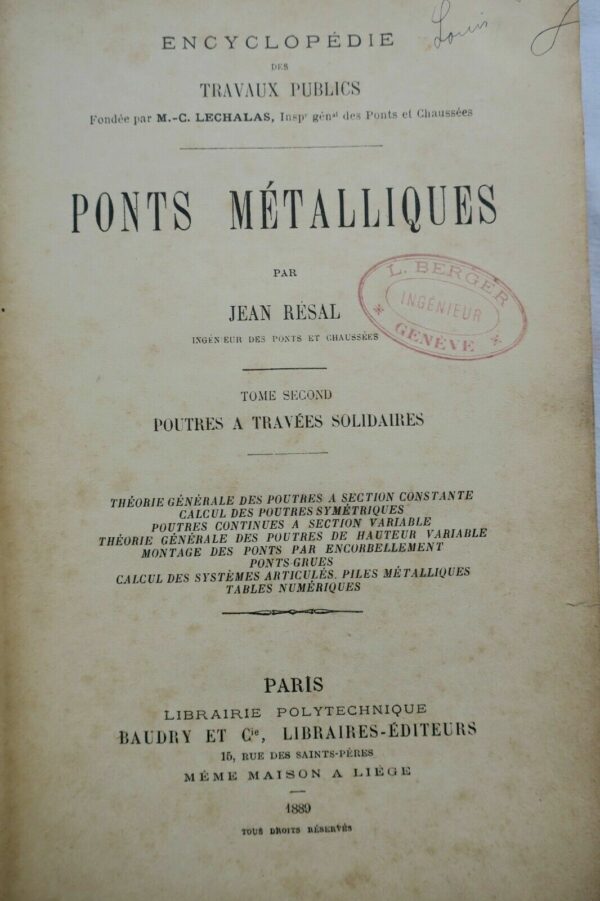 Louis
ENCYCLOPÉDIE
DES
TRAVAUX PUBLICS
Fondée par M.-C. LECHALAS, Inspʳ génᵃˡ des Ponts et Chaussées
PONTS MÉTALLIQUES
PAR
JEAN RÉSAL
INGÉNIEUR DES PONTS ET CHAUSSÉES
L. BERGER
INGÉNIEUR
* GENÈVE *
TOME SECOND
POUTRES A TRAVÉES SOLIDAIRES
THÉORIE GÉNÉRALE DES POUTRES A SECTION CONSTANTE
CALCUL DES POUTRES SYMÉTRIQUES
POUTRES CONTINUES A SECTION VARIABLE
THÉORIE GÉNÉRALE DES POUTRES DE HAUTEUR VARIABLE
MONTAGE DES PONTS PAR ENCORBELLEMENT
PONTS-GRUES
CALCUL DES SYSTÈMES ARTICULÉS. PILES MÉTALLIQUES
TABLES NUMÉRIQUES
PARIS
LIBRAIRIE POLYTECHNIQUE
BAUDRY ET Cⁱᵉ, LIBRAIRES-ÉDITEURS
15, RUE DES SAINTS-PÈRES
MÊME MAISON A LIÈGE
1889
TOUS DROITS RÉSERVÉS